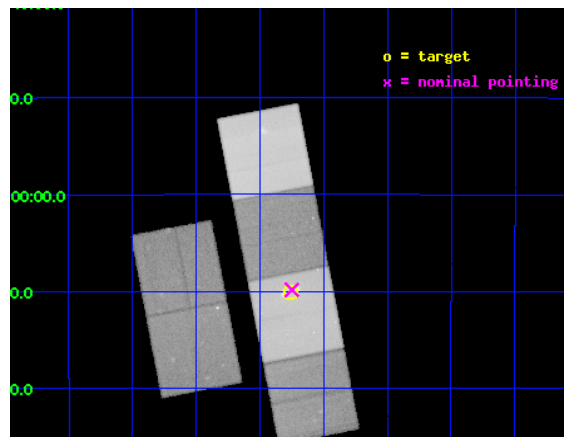 o = target
x = nominal pointing
0.0
00:00.0
0.0
0.0